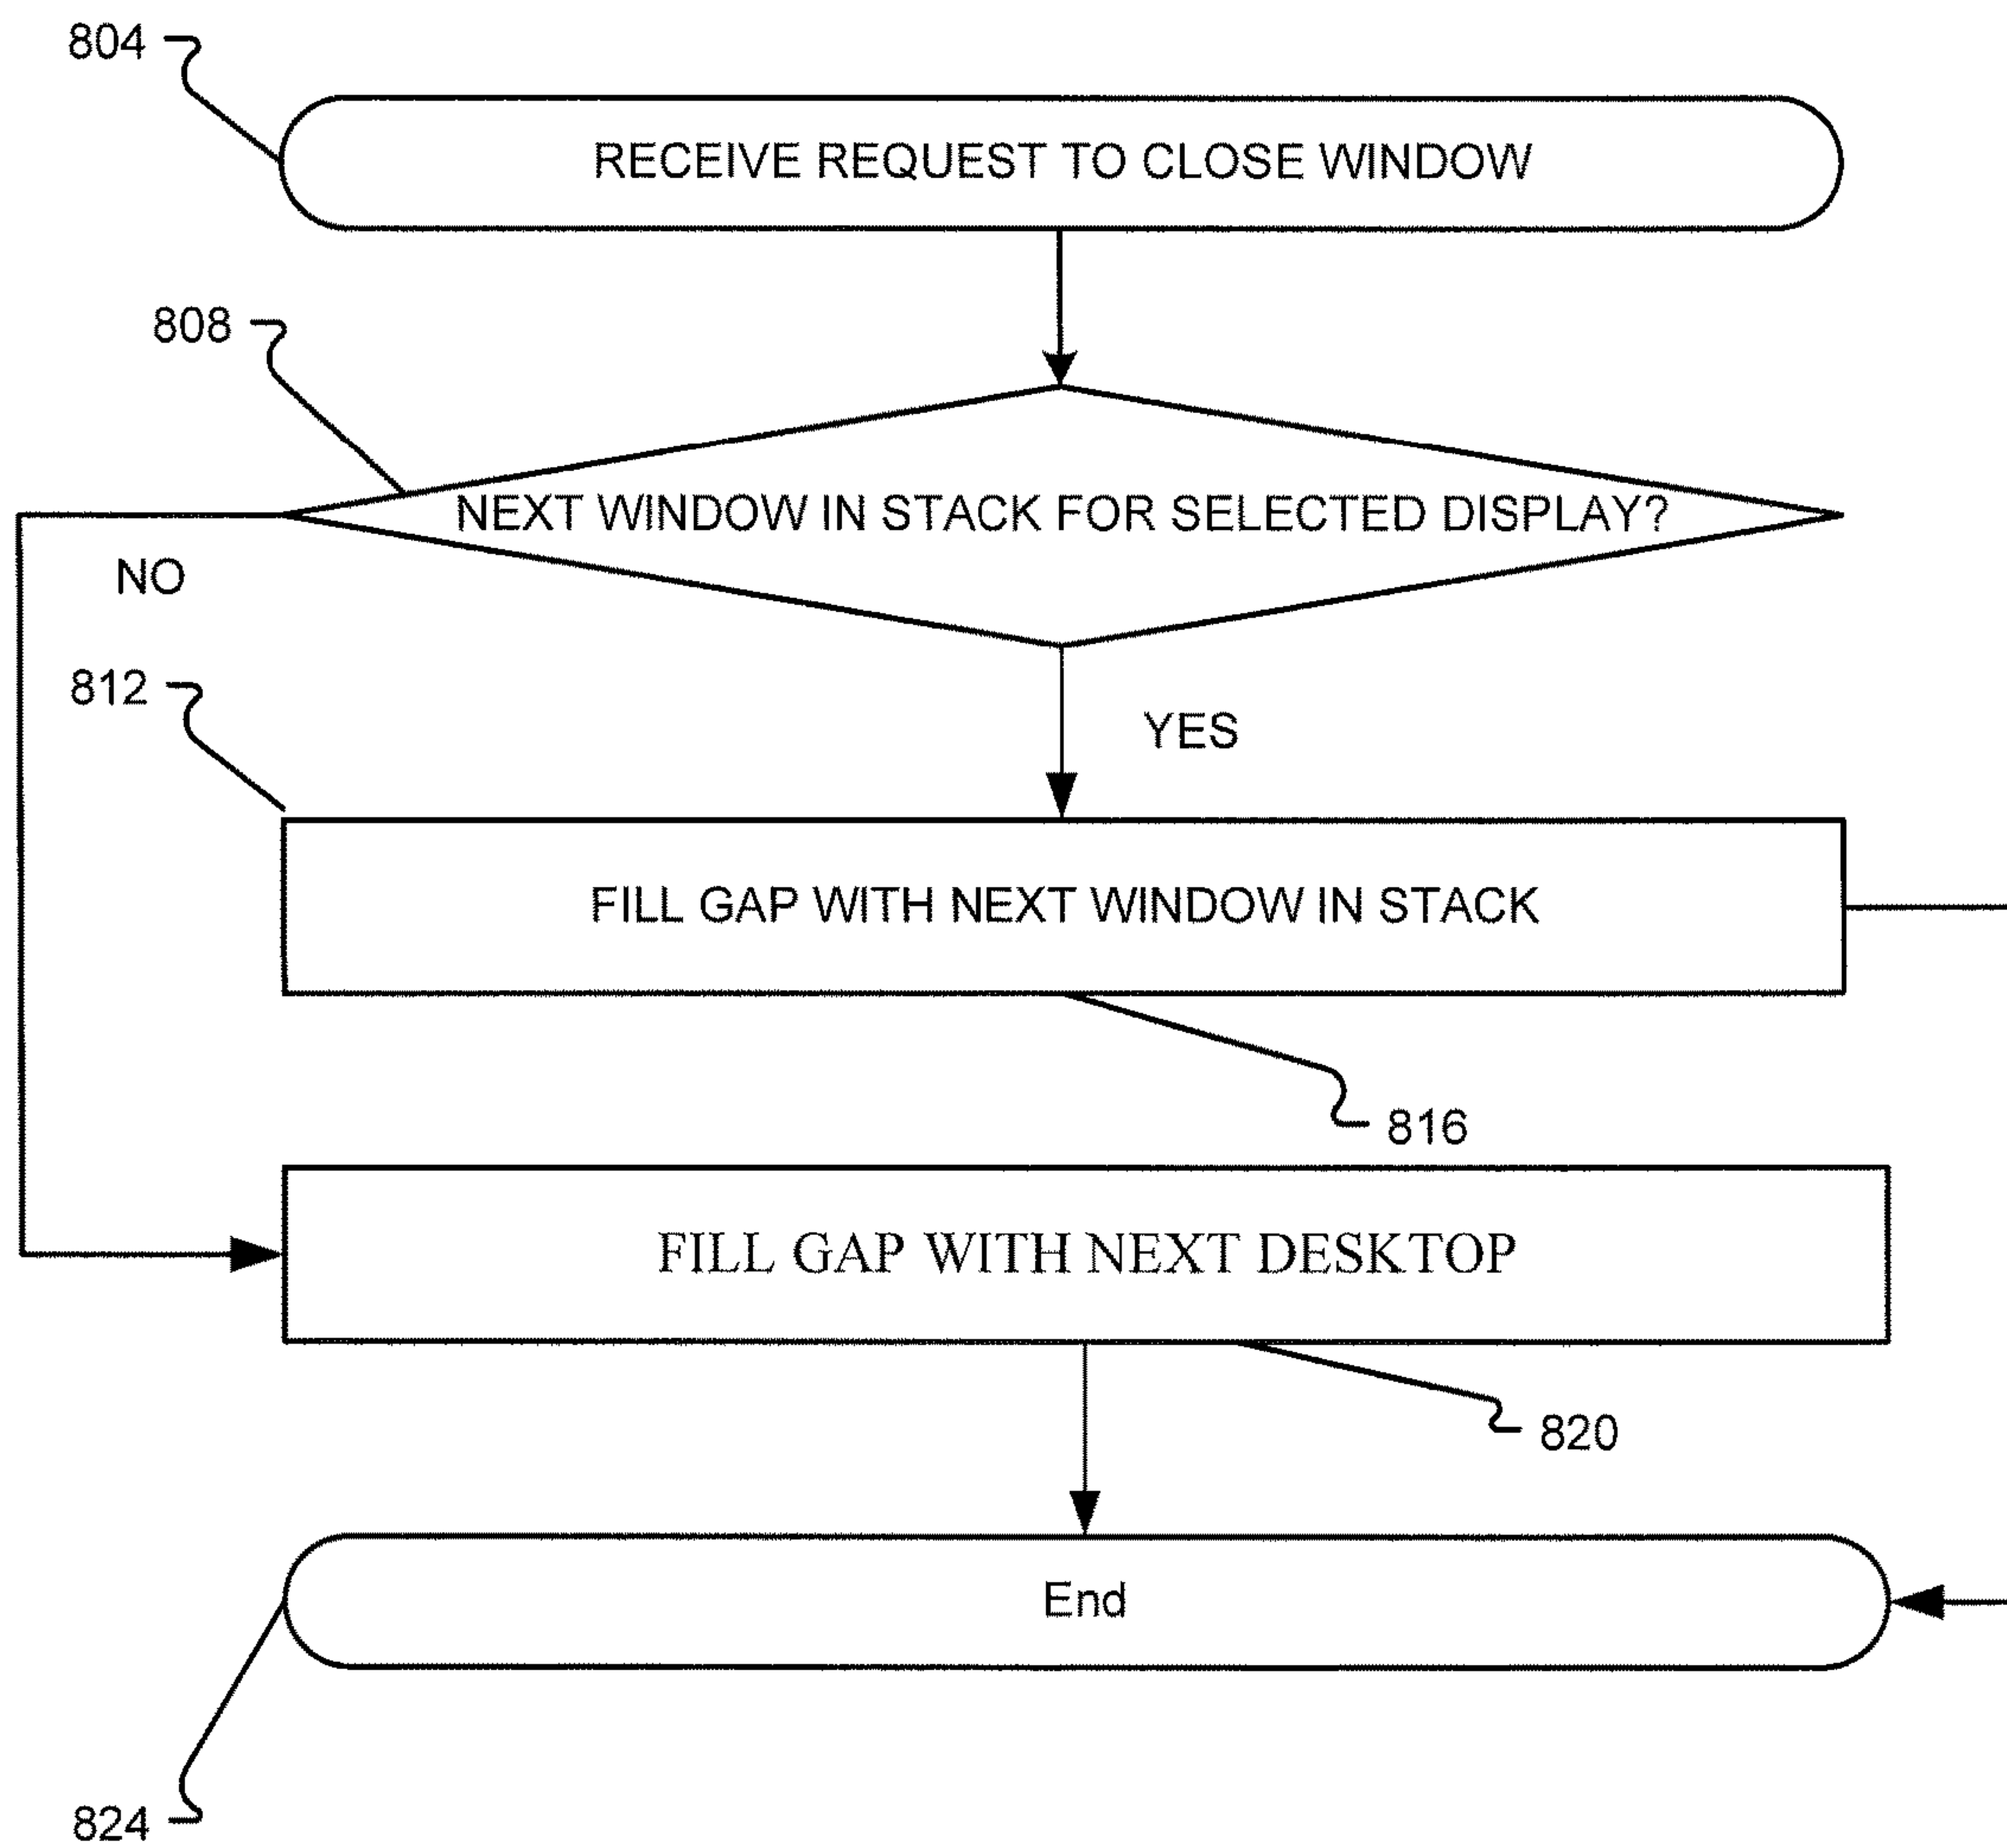 804
RECEIVE REQUEST TO CLOSE WINDOW
808
NEXT WINDOW IN STACK FOR SELECTED DISPLAY?
NO
812
YES
FILL GAP WITH NEXT WINDOW IN STACK
816
FILL GAP WITH NEXT DESKTOP
820
End
824